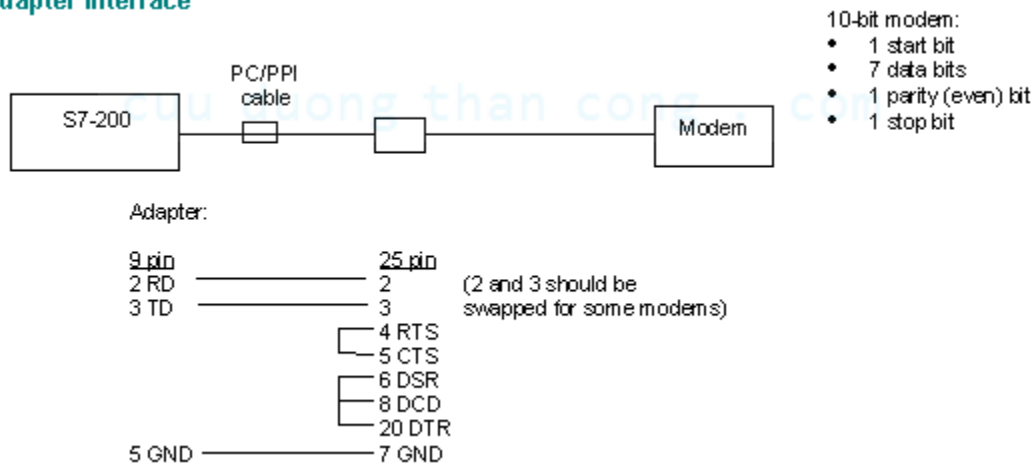 adapter interface
10-bit modem:
• 1 start bit
• 7 data bits
• 1 parity (even) bit
• 1 stop bit
PC/PPI
cable
S7-200
Modem
cuu duong than cong . com
Adapter:
9 pin 25 pin
2 RD 2 (2 and 3 should be
3 TD 3 swapped for some modems)
4 RTS
5 CTS
6 DSR
8 DCD
20 DTR
5 GND 7 GND